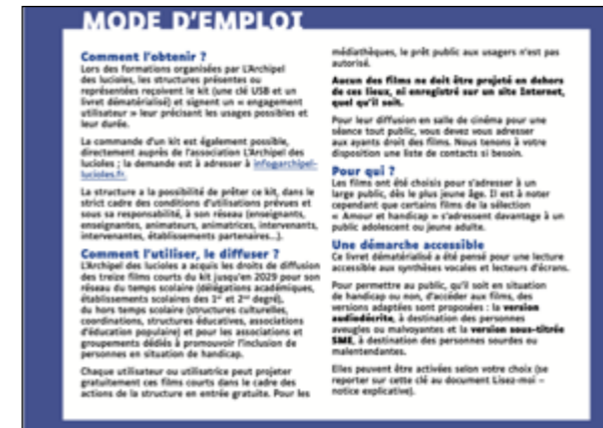 MODE D'EMPLOI
Comment l'obtenir ?
Lors des formations organisées par L'Archipel
des lucioles, les structures présentes ou
représentées reçoivent le kit (une clé USB et un
livret dématérialisé) et signent un « engagement
utilisateur » leur précisant les usages possibles et
leur durée.
La commande d'un kit est également possible,
directement auprès de l'association L'Archipel des
lucioles ; la demande est à adresser à info@archipel-
lucioles.fr.
La structure a la possibilité de prêter ce kit, dans le
strict cadre des conditions d'utilisations prévues et
sous sa responsabilité, à son réseau (enseignants,
enseignantes, animateurs, animatrices, intervenants,
intervenantes, établissements partenaires...).
Comment l'utiliser, le diffuser ?
L'Archipel des lucioles a acquis les droits de diffusion
des treize films courts du kit jusqu'en 2029 pour son
réseau du temps scolaire (délégations académiques,
établissements scolaires des 1er et 2nd degré),
du hors temps scolaire (structures culturelles,
coordinations, structures éducatives, associations
d'éducation populaire) et pour les associations et
groupements dédiés à promouvoir l'inclusion de
personnes en situation de handicap.
Chaque utilisateur ou utilisatrice peut projeter
gratuitement ces films courts dans le cadre des
actions de la structure en entrée gratuite. Pour les
médiathèques, le prêt public aux usagers n'est pas
autorisé.
Aucun des films ne doit être projeté en dehors
de ces lieux, ni enregistré sur un site Internet,
quel qu'il soit.
Pour leur diffusion en salle de cinéma pour une
séance tout public, vous devez vous adresser
aux ayants droit des films. Nous tenons à votre
disposition une liste de contacts si besoin.
Pour qui ?
Les films ont été choisis pour s'adresser à un
large public, dès le plus jeune âge. Il est à noter
cependant que certains films de la sélection
« Amour et handicap » s'adressent davantage à un
public adolescent ou jeune adulte.
Une démarche accessible
Ce livret dématérialisé a été pensé pour une lecture
accessible aux synthèses vocales et lecteurs d'écrans.
Pour permettre au public, qu'il soit en situation
de handicap ou non, d'accéder aux films, des
versions adaptées sont proposées : la version
audiodécrite, à destination des personnes
aveugles ou malvoyantes et la version sous-titrée
SME, à destination des personnes sourdes ou
malentendantes.
Elles peuvent être activées selon votre choix (se
reporter sur cette clé au document Lisez-moi –
notice explicative).